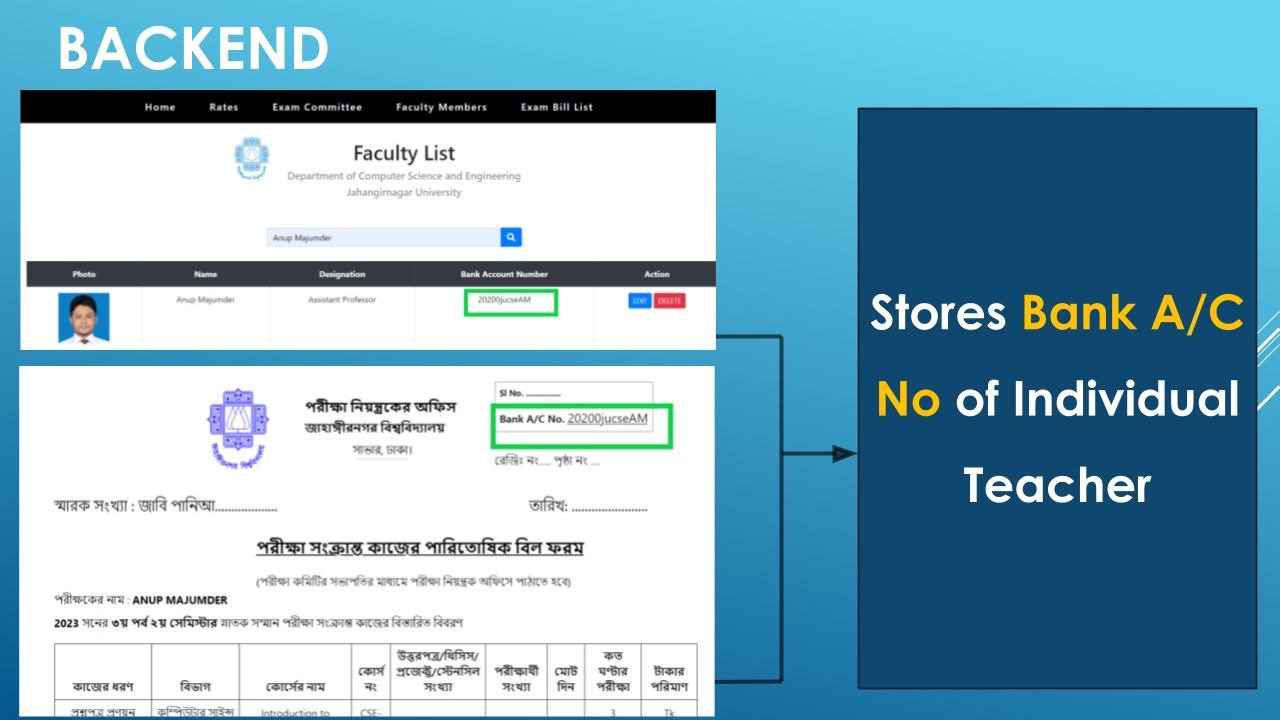 BACKEND
Home Rates Exam Committee Faculty Members Exam Bill List
Faculty List
Department of Computer Science and Engineering
Jahangirnagar University
Anup Majumder
Photo Name Designation Bank Account Number Action
Anup Majumder Assistant Professor 20200jucseAM EDIT DELETE
Sl No. ............
Bank A/C No. 20200jucseAM
পরীক্ষা নিয়ন্ত্রকের অফিস
জাহাঙ্গীরনগর বিশ্ববিদ্যালয়
সাভার, ঢাকা।
রেজিঃ নং.... পৃষ্ঠা নং ....
স্মারক সংখ্যা : জাবি পানিআ...................
তারিখ: .......................
পরীক্ষা সংক্রান্ত কাজের পারিতোষিক বিল ফরম
(পরীক্ষা কমিটির সভাপতির মাধ্যমে পরীক্ষা নিয়ন্ত্রক অফিসে পাঠাতে হবে)
পরীক্ষকের নাম : ANUP MAJUMDER
2023 সনের ৩য় পর্ব ২য় সেমিস্টার স্নাতক সম্মান পরীক্ষা সংক্রান্ত কাজের বিস্তারিত বিবরণ
কাজের ধরণ বিভাগ কোর্সের নাম কোর্স নং উত্তরপত্র/থিসিস/প্রজেক্ট/স্টেনসিল সংখ্যা পরীক্ষার্থী সংখ্যা মোট দিন কত ঘণ্টার পরীক্ষা টাকার পরিমাণ
প্রশ্নপত্র প্রণয়ন কম্পিউটার সাইন্স Introduction to CSE- 3 Tk
Stores Bank A/C
No of Individual
Teacher